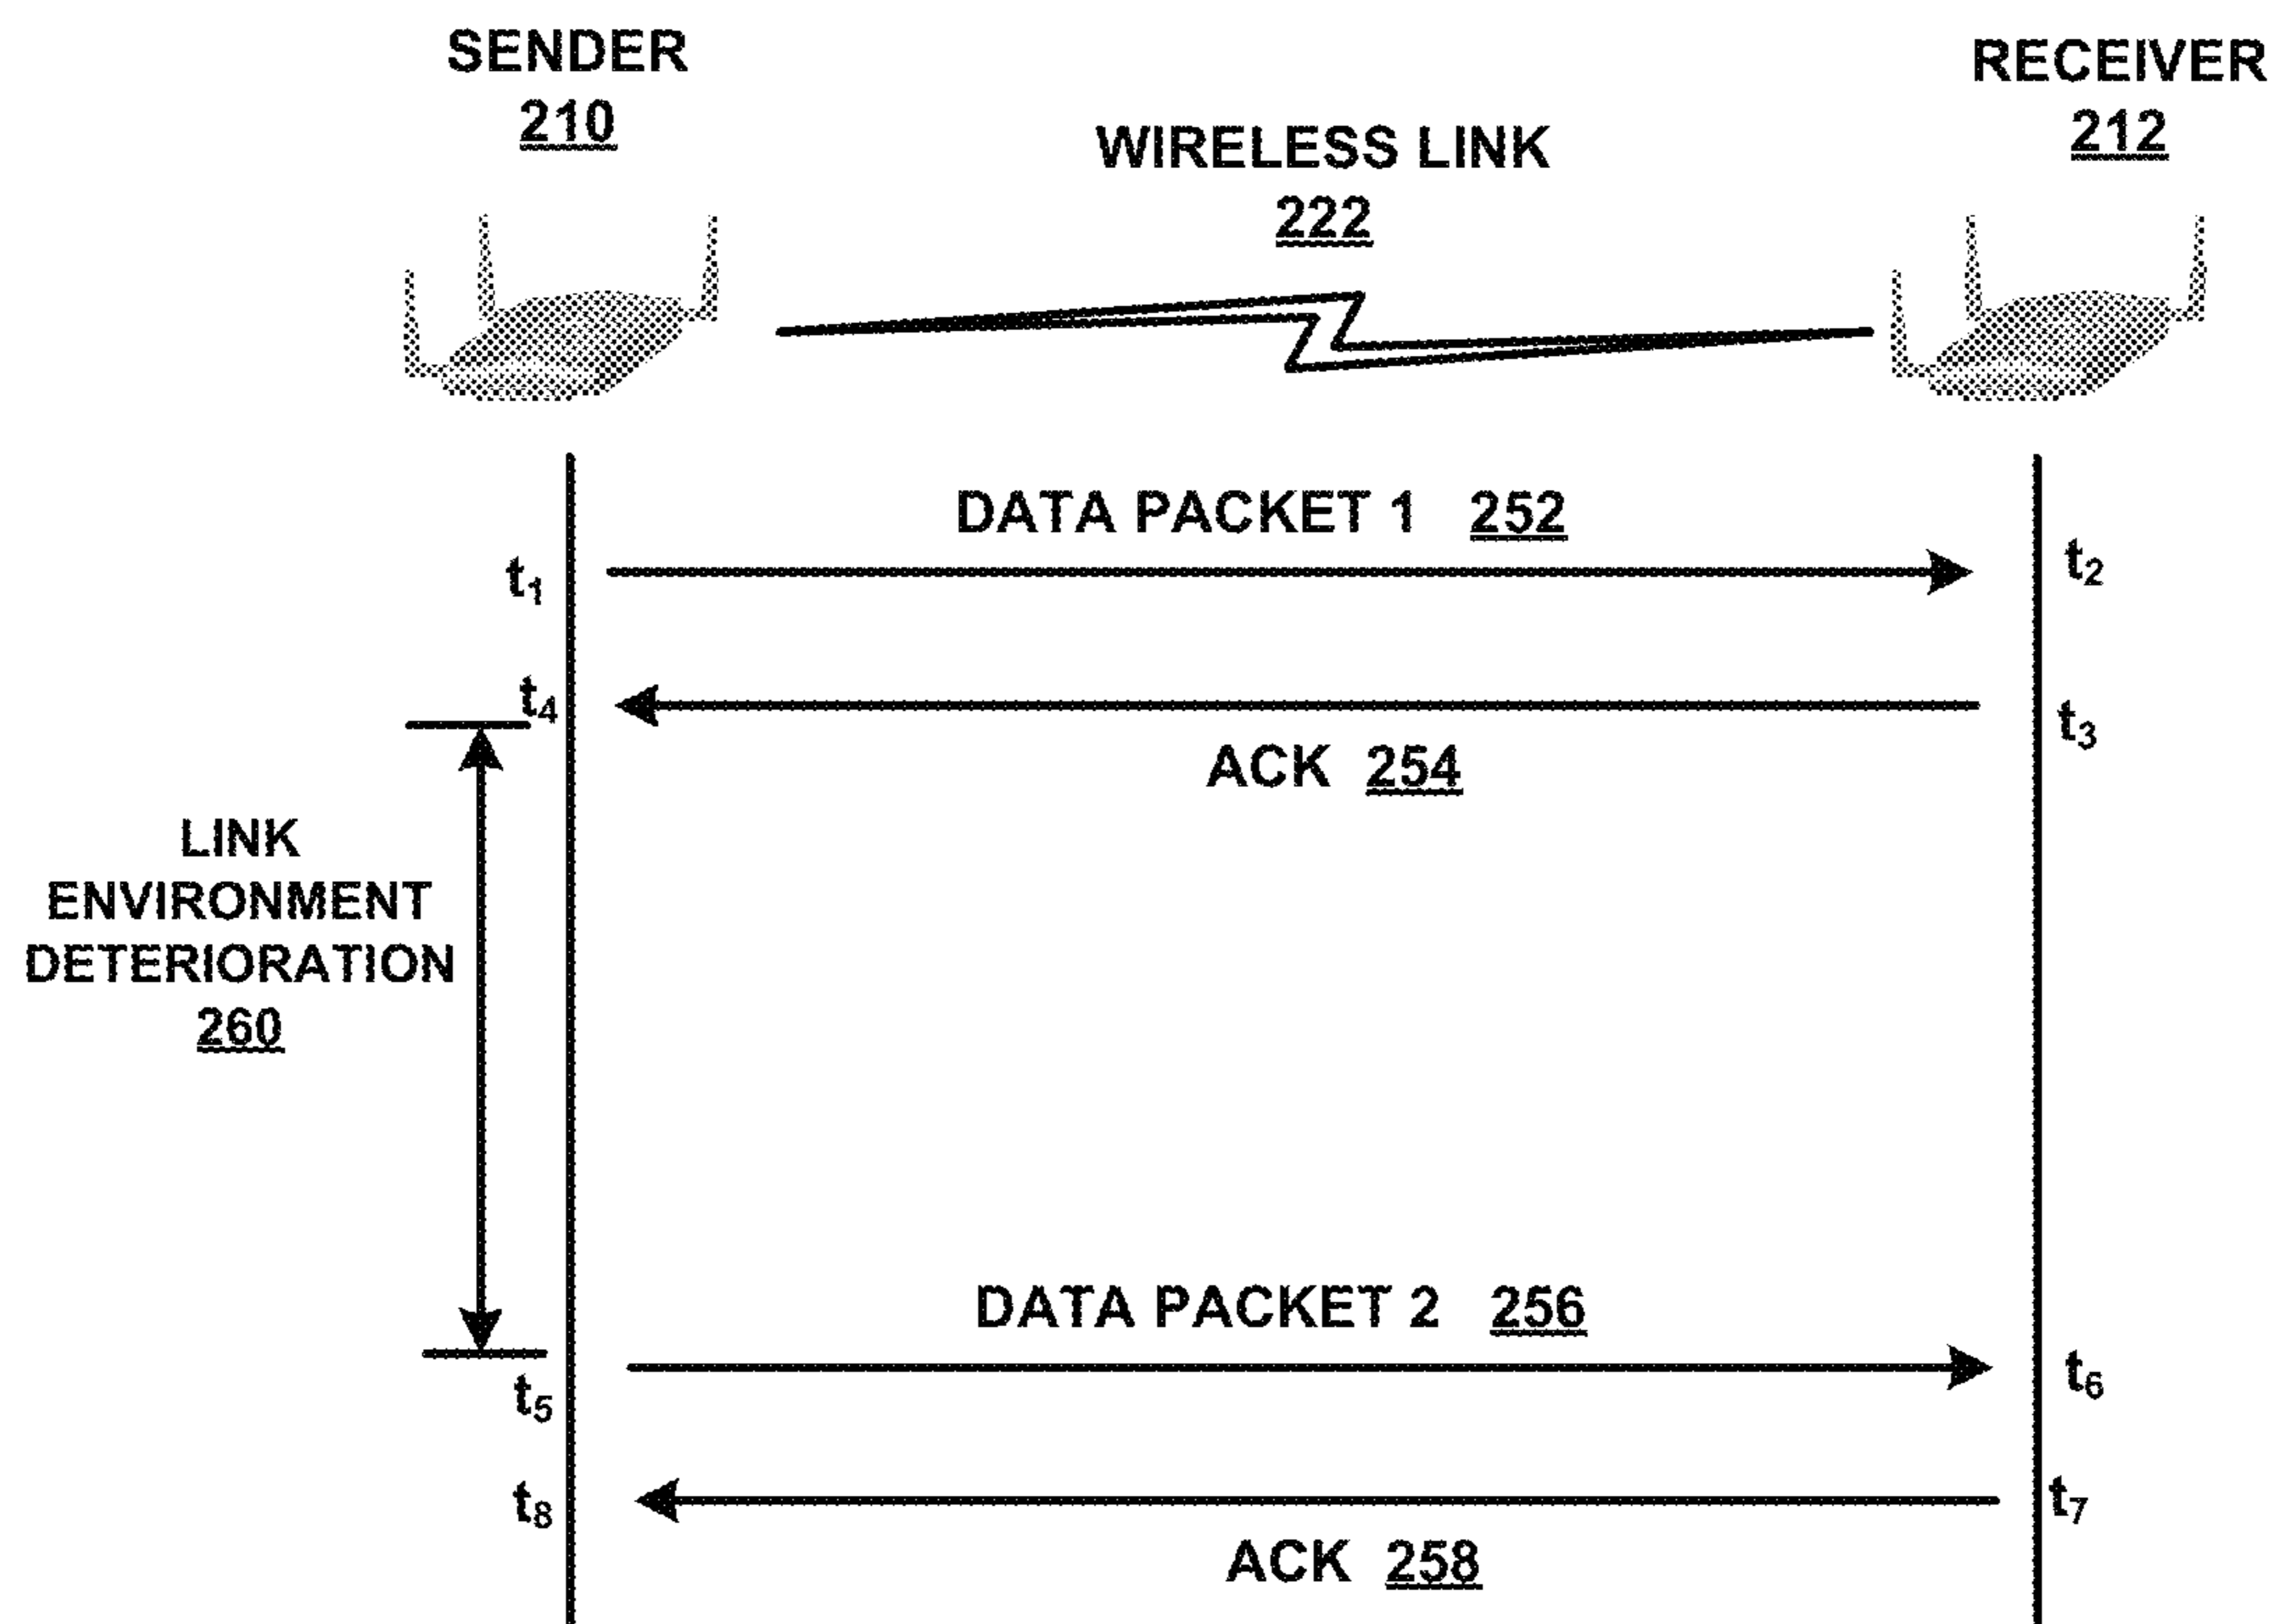 SENDER
210
RECEIVER
212
WIRELESS LINK
222
DATA PACKET 1 252
t1
t2
t4
t3
ACK 254
LINK
ENVIRONMENT
DETERIORATION
260
DATA PACKET 2 256
t5
t6
t8
t7
ACK 258